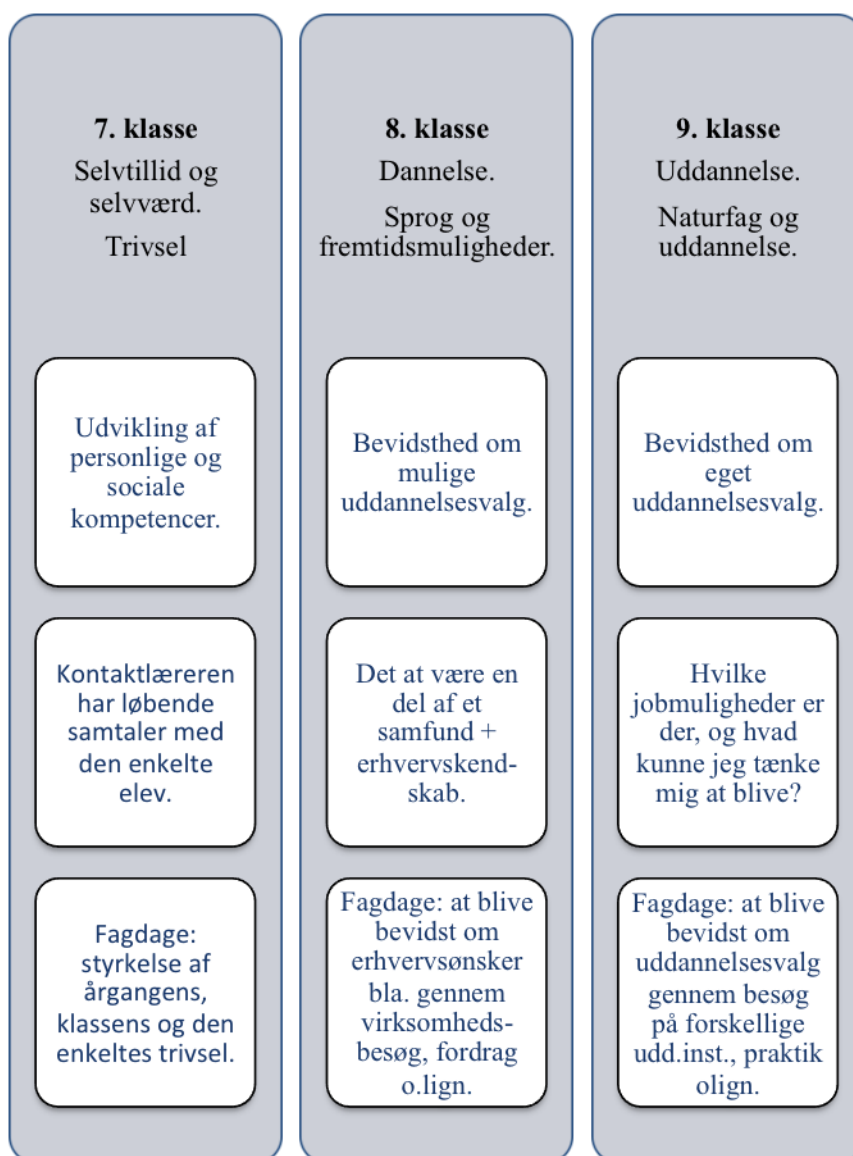 7. klasse
Selvtillid og
selvværd.
Trivsel
Udvikling af
personlige og
sociale
kompetencer.
Kontaktlæreren
har løbende
samtaler med
den enkelte
elev.
Fagdage:
styrkelse af
årgangens,
klassens og den
enkeltes trivsel.
8. klasse
Dannelse.
Sprog og
fremtidsmuligheder.
Bevidsthed om
mulige
uddannelsesvalg.
Det at være en
del af et
samfund +
erhvervskend-
skab.
Fagdage: at blive
bevidst om
erhvervsønsker
bla. gennem
virksomheds-
besøg, fordrag
o.lign.
9. klasse
Uddannelse.
Naturfag og
uddannelse.
Bevidsthed om
eget
uddannelsesvalg.
Hvilke
jobmuligheder er
der, og hvad
kunne jeg tænke
mig at blive?
Fagdage: at blive
bevidst om
uddannelsesvalg
gennem besøg
på forskellige
udd.inst., praktik
olign.